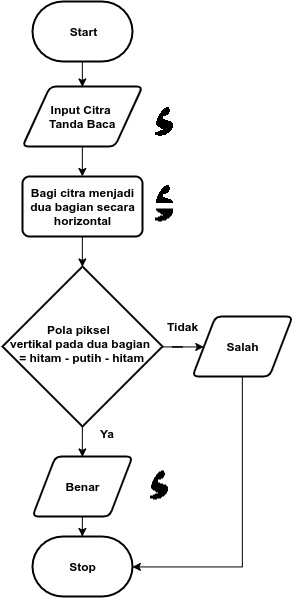 Start
Input Citra
Tanda Baca
Bagi citra menjadi
dua bagian secara
horizontal
Pola piksel
vertikal pada dua bagian
= hitam - putih - hitam
Tidak
Salah
Ya
Benar
Stop